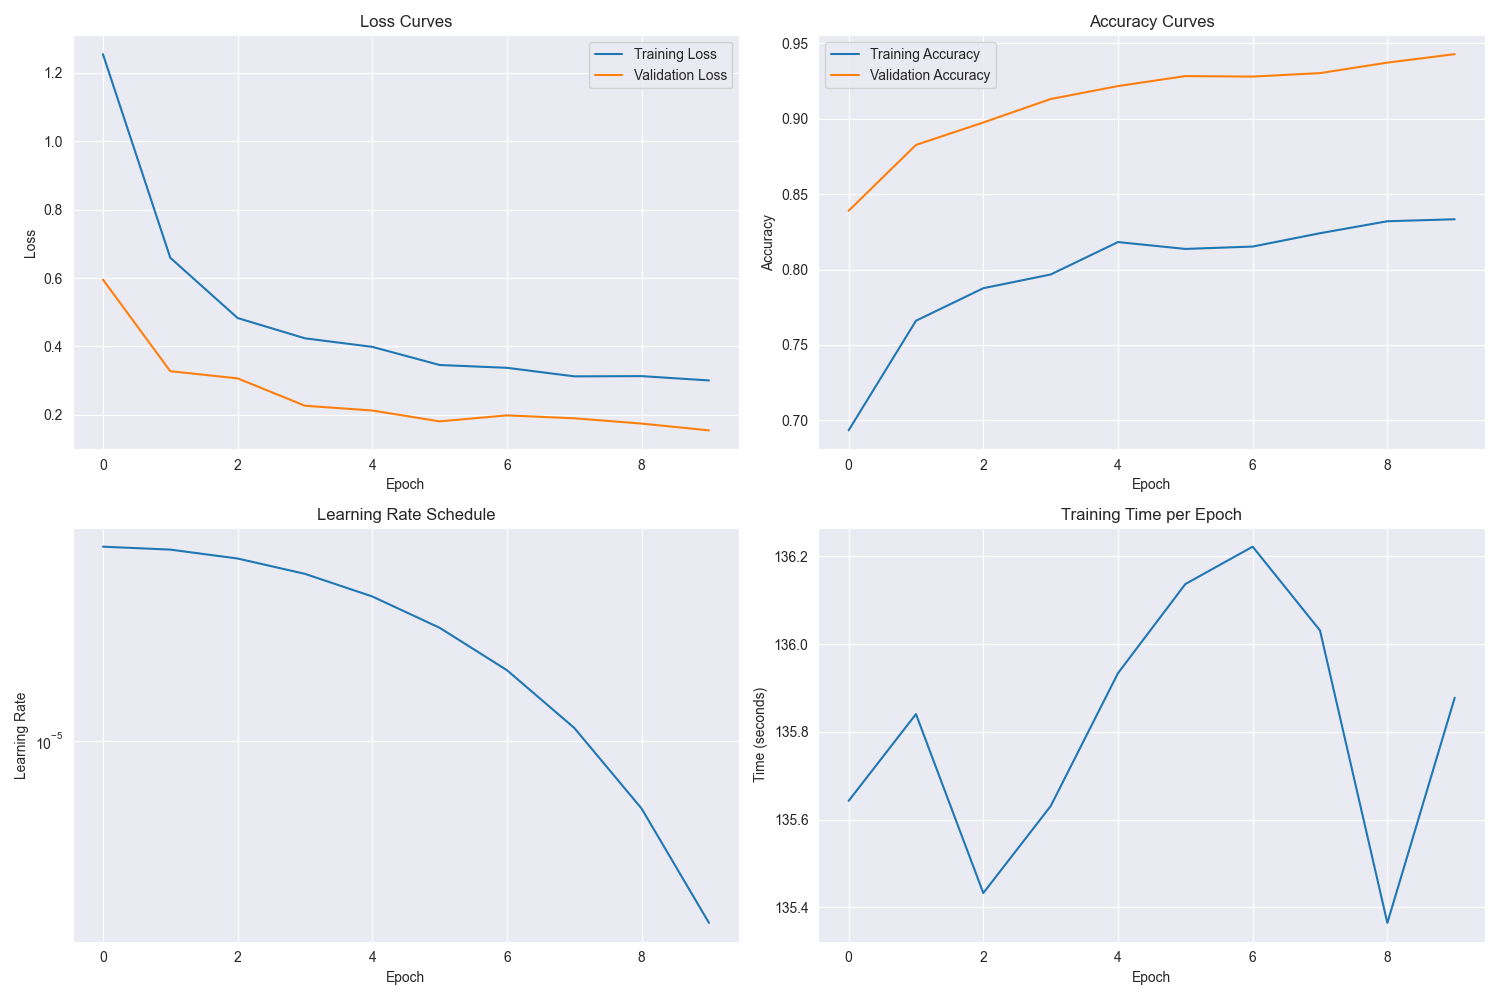 Loss Curves
Training Loss
Validation Loss
1.2
1.0
0.8
0.6
0.4
0.2
Loss
0 2 4 6 8
Epoch
Accuracy Curves
Training Accuracy
Validation Accuracy
0.95
0.90
0.85
0.80
0.75
0.70
Accuracy
0 2 4 6 8
Epoch
Learning Rate Schedule
10⁻⁵
Learning Rate
0 2 4 6 8
Epoch
Training Time per Epoch
136.2
136.0
135.8
135.6
135.4
Time (seconds)
0 2 4 6 8
Epoch